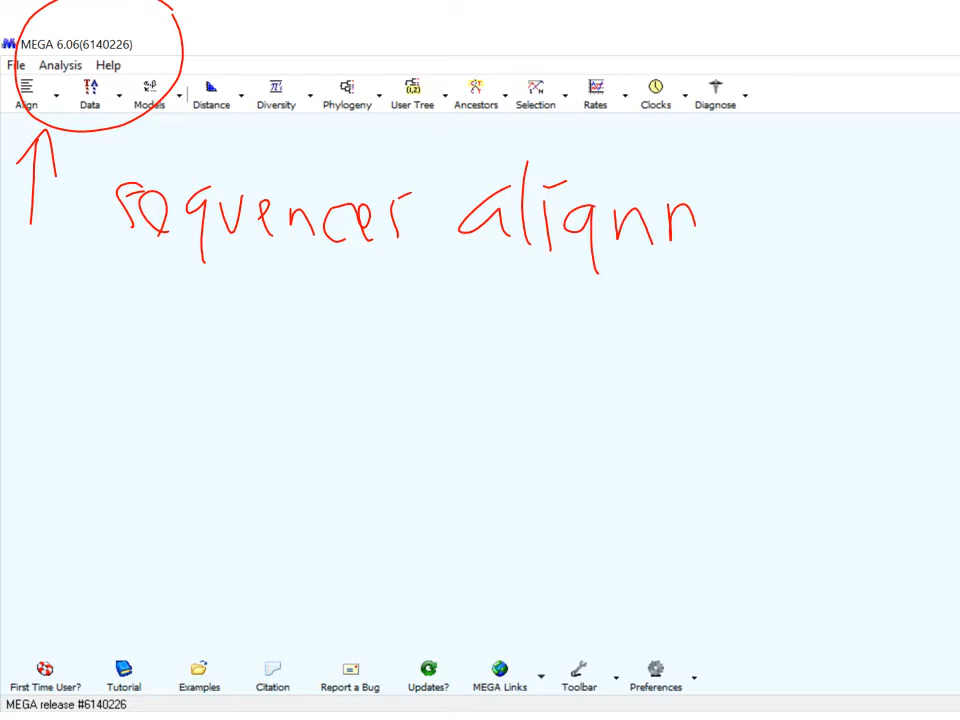 MEGA 6.06(6140226)
File Analysis Help
Align Data Models Distance Diversity Phylogeny User Tree Ancestors Selection Rates Clocks Diagnose
sequences alignn
First Time User? Tutorial Examples Citation Report a Bug Updates? MEGA Links Toolbar Preferences
MEGA release #6140226